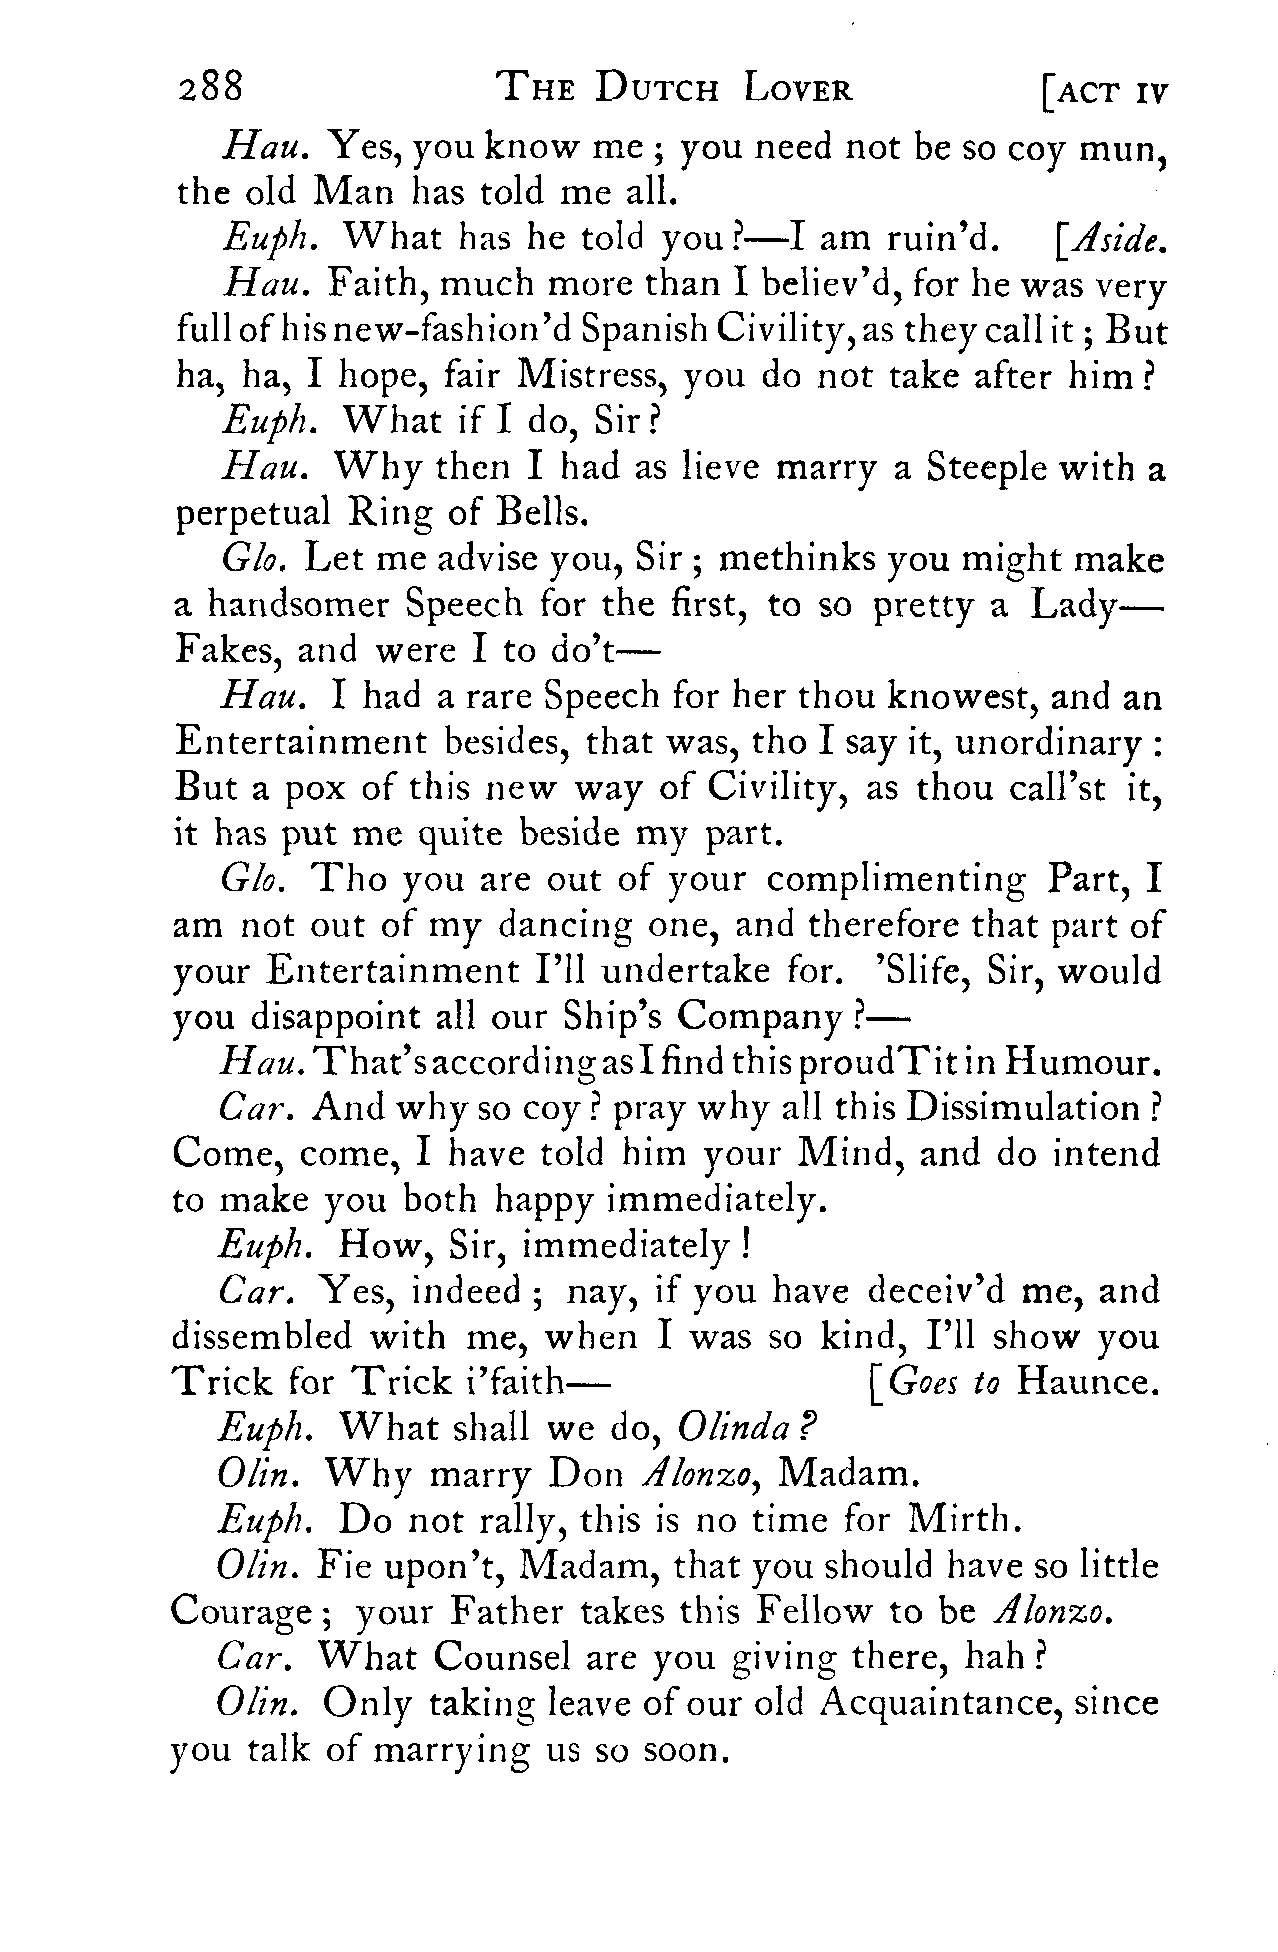 288 THE DUTCH LOVER [ACT IV
Hau. Yes, you know me ; you need not be so coy mun,
the old Man has told me all.
Euph. What has he told you ?—I am ruin’d. [Aside.
Hau. Faith, much more than I believ’d, for he was very
full of his new-fashion’d Spanish Civility, as they call it ; But
ha, ha, I hope, fair Mistress, you do not take after him ?
Euph. What if I do, Sir ?
Hau. Why then I had as lieve marry a Steeple with a
perpetual Ring of Bells.
Glo. Let me advise you, Sir ; methinks you might make
a handsomer Speech for the first, to so pretty a Lady—
Fakes, and were I to do’t—
Hau. I had a rare Speech for her thou knowest, and an
Entertainment besides, that was, tho I say it, unordinary :
But a pox of this new way of Civility, as thou call’st it,
it has put me quite beside my part.
Glo. Tho you are out of your complimenting Part, I
am not out of my dancing one, and therefore that part of
your Entertainment I’ll undertake for. ’Slife, Sir, would
you disappoint all our Ship’s Company ?—
Hau. That’s according as I find this proud Tit in Humour.
Car. And why so coy ? pray why all this Dissimulation ?
Come, come, I have told him your Mind, and do intend
to make you both happy immediately.
Euph. How, Sir, immediately !
Car. Yes, indeed ; nay, if you have deceiv’d me, and
dissembled with me, when I was so kind, I’ll show you
Trick for Trick i’faith— [Goes to Haunce.
Euph. What shall we do, Olinda ?
Olin. Why marry Don Alonzo, Madam.
Euph. Do not rally, this is no time for Mirth.
Olin. Fie upon’t, Madam, that you should have so little
Courage ; your Father takes this Fellow to be Alonzo.
Car. What Counsel are you giving there, hah ?
Olin. Only taking leave of our old Acquaintance, since
you talk of marrying us so soon.